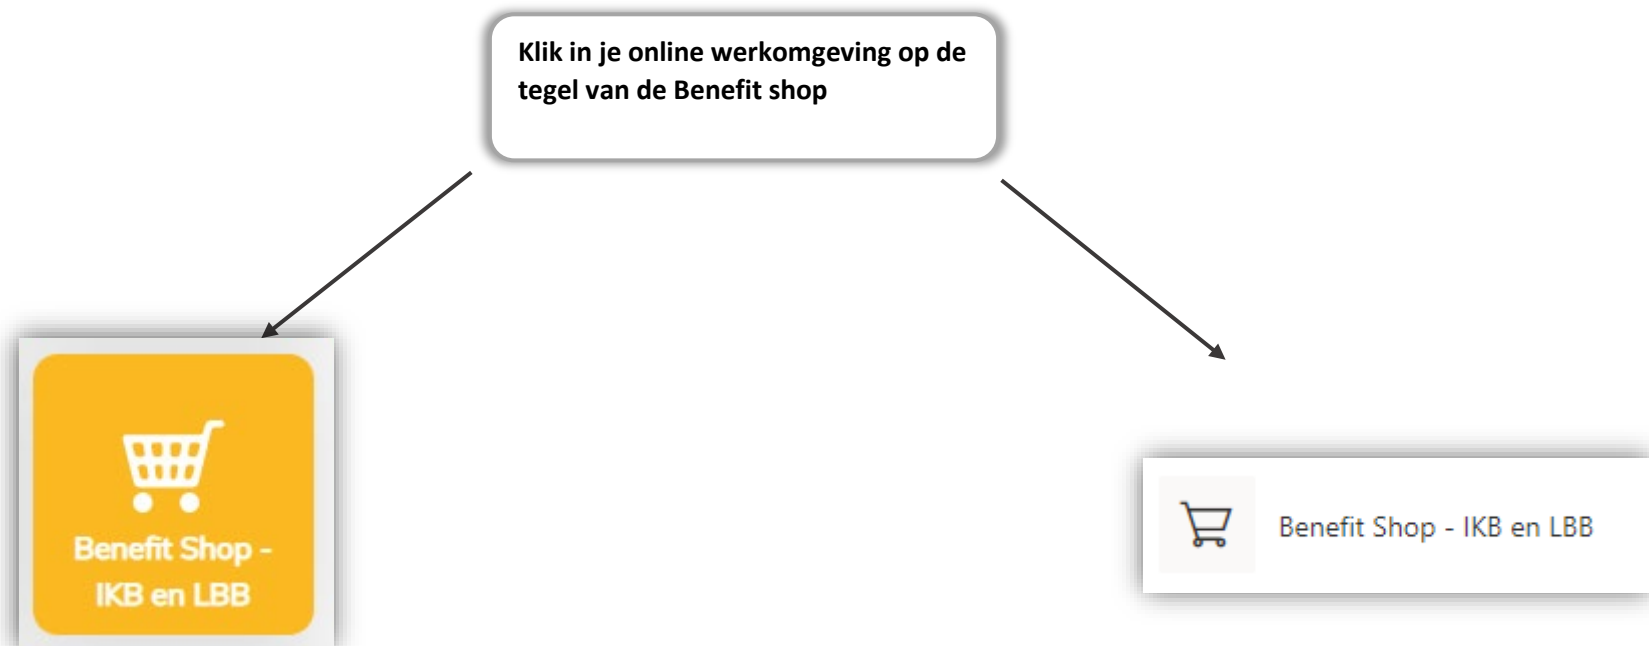 Klik in je online werkomgeving op de
tegel van de Benefit shop
Benefit Shop -
IKB en LBB
Benefit Shop - IKB en LBB